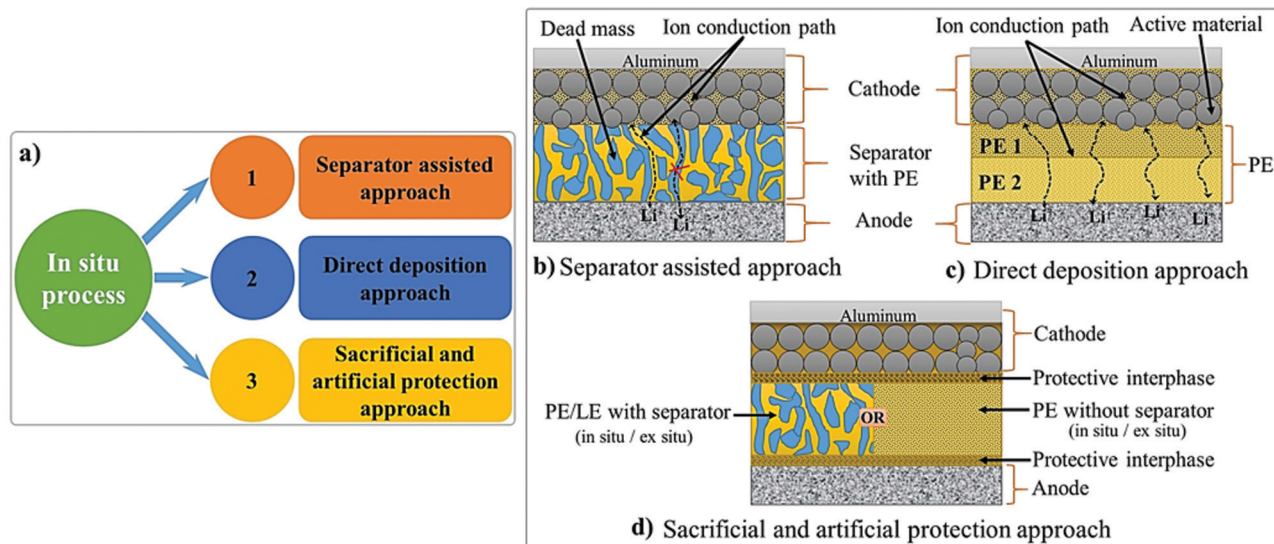 a)
In situ
process
1
Separator assisted
approach
2
Direct deposition
approach
3
Sacrificial and
artificial protection
approach
Dead mass
Ion conduction path
Aluminum
Cathode
Separator
with PE
Anode
Li
Li
b) Separator assisted approach
Ion conduction path
Active material
Aluminum
PE 1
PE 2
PE
Li
Li
Li
Li
c) Direct deposition approach
Aluminum
Cathode
Protective interphase
PE/LE with separator
(in situ / ex situ)
OR
PE without separator
(in situ / ex situ)
Protective interphase
Anode
d) Sacrificial and artificial protection approach